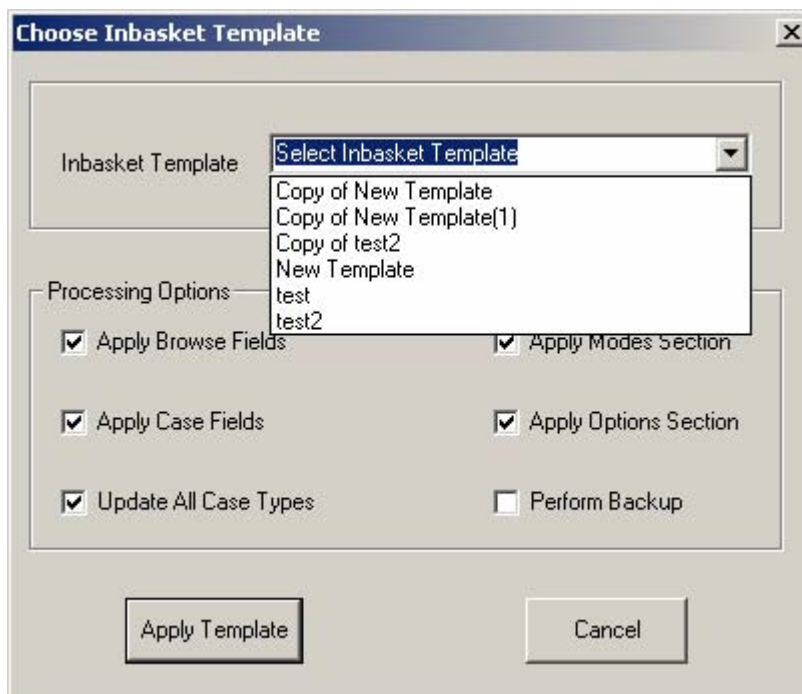 Choose Inbasket Template
Inbasket Template
Select Inbasket Template
Copy of New Template
Copy of New Template(1)
Copy of test2
New Template
test
test2
Processing Options
Apply Browse Fields
Apply Modes Section
Apply Case Fields
Apply Options Section
Update All Case Types
Perform Backup
Apply Template
Cancel